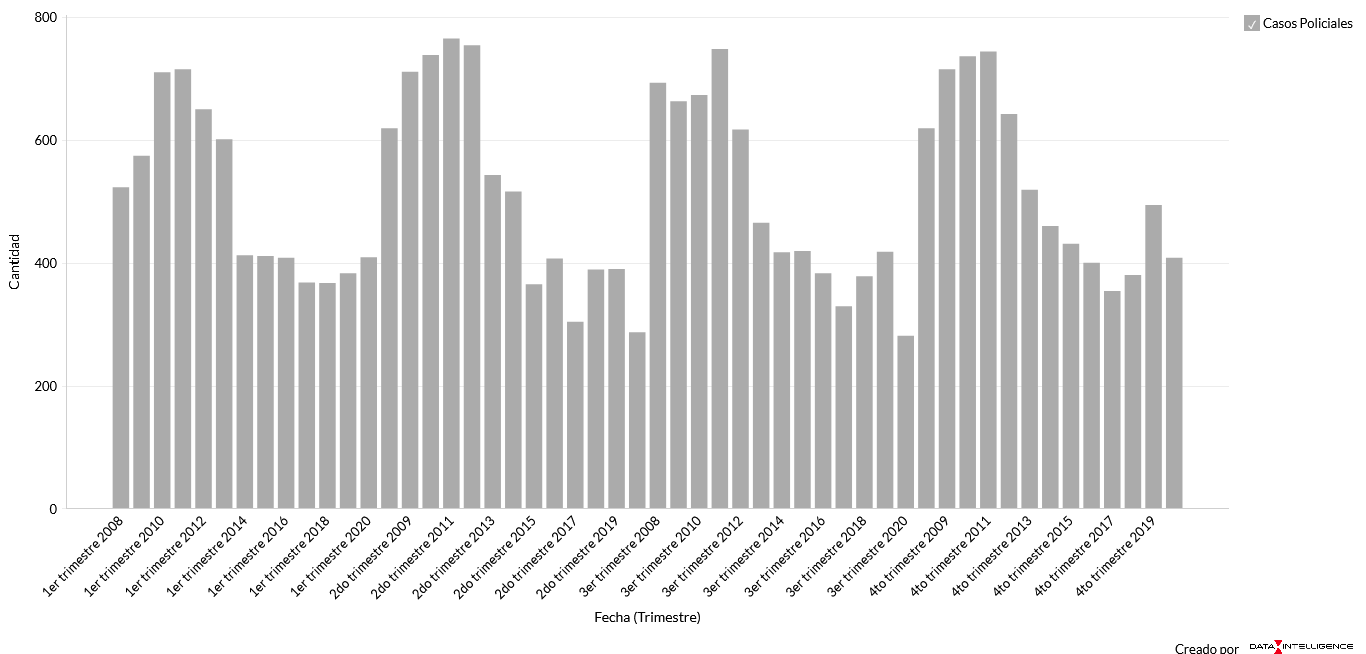 Casos Policiales
800
600
400
200
0
Cantidad
1er trimestre 2008
1er trimestre 2010
1er trimestre 2012
1er trimestre 2014
1er trimestre 2016
1er trimestre 2018
1er trimestre 2020
2do trimestre 2009
2do trimestre 2011
2do trimestre 2013
2do trimestre 2015
2do trimestre 2017
2do trimestre 2019
3er trimestre 2008
3er trimestre 2010
3er trimestre 2012
3er trimestre 2014
3er trimestre 2016
3er trimestre 2018
3er trimestre 2020
4to trimestre 2009
4to trimestre 2011
4to trimestre 2013
4to trimestre 2015
4to trimestre 2017
4to trimestre 2019
Fecha (Trimestre)
Creado por DATA INTELLIGENCE